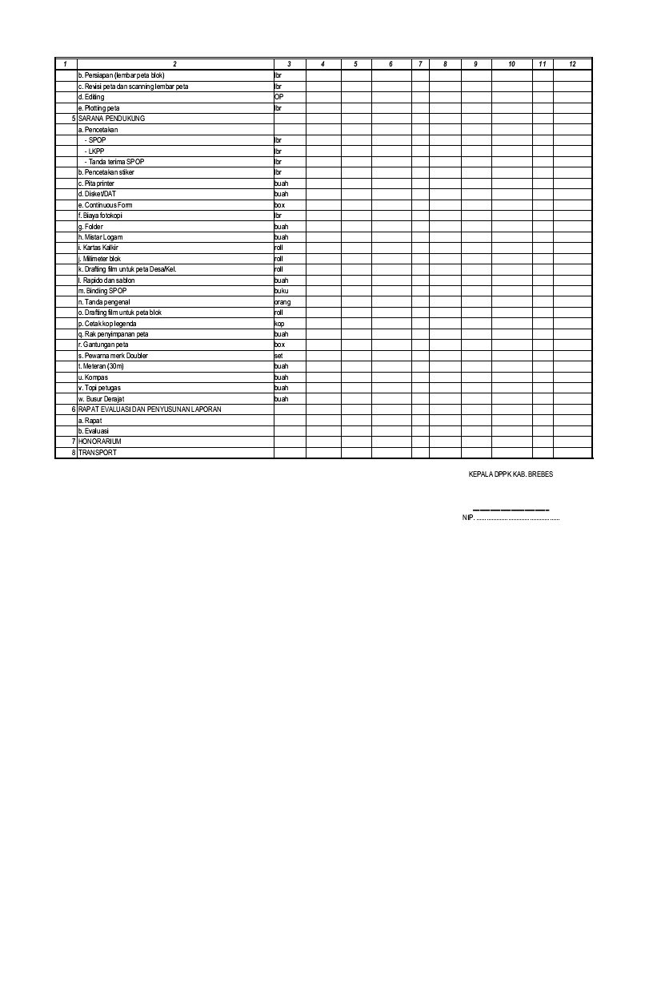 1 2 3 4 5 6 7 8 9 10 11 12
b. Persiapan (lembar peta blok) lbr
c. Revisi peta dan scanning lembar peta lbr
d. Editing OP
e. Plotting peta lbr
5 SARANA PENDUKUNG
a. Pencetakan
- SPOP lbr
- LKPP lbr
- Tanda terima SPOP lbr
b. Pencetakan stiker lbr
c. Pita printer buah
d. Disket/DAT buah
e. Continuous Form box
f. Biaya fotokopi lbr
g. Folder buah
h. Mistar Logam buah
i. Kartas Kalkir roll
j. Milimeter blok roll
k. Drafting film untuk peta Desa/Kel. roll
l. Rapido dan sablon buah
m. Binding SPOP buku
n. Tanda pengenal orang
o. Drafting film untuk peta blok roll
p. Cetak kop legenda kop
q. Rak penyimpanan peta buah
r. Gantungan peta box
s. Pewarna merk Doubler set
t. Meteran (30m) buah
u. Kompas buah
v. Topi petugas buah
w. Busur Derajat buah
6 RAPAT EVALUASI DAN PENYUSUNAN LAPORAN
a. Rapat
b. Evaluasi
7 HONORARIUM
8 TRANSPORT
KEPALA DPPK KAB. BREBES
____________________
NIP. ................................................